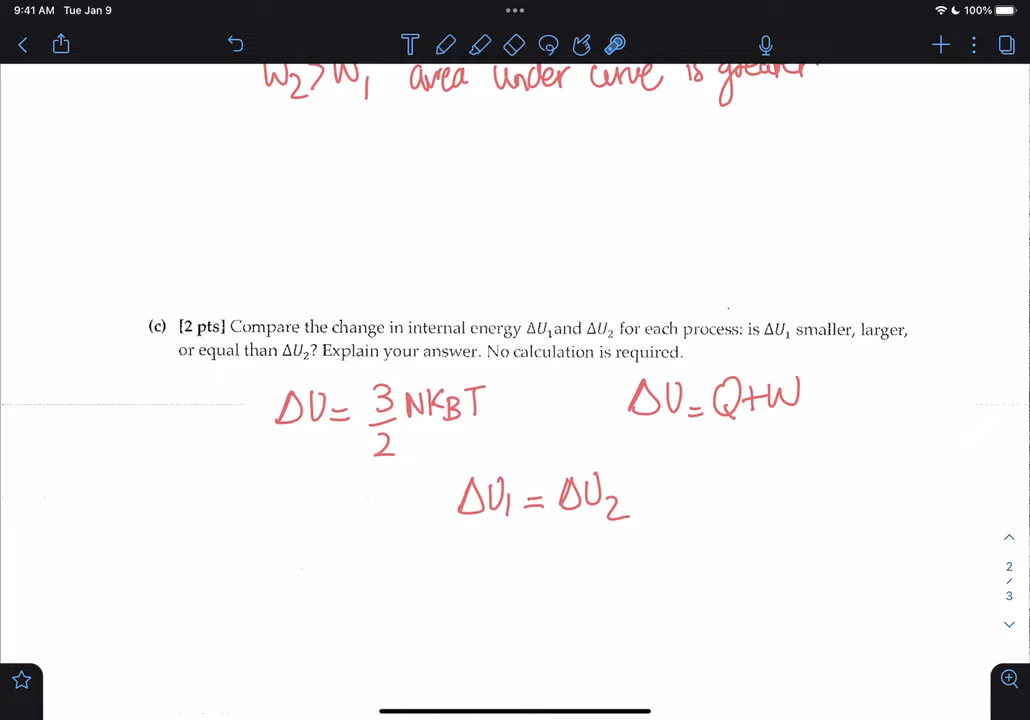 9:41 AM Tue Jan 9
100%
W₂>W₁ area under curve is greater
(c) [2 pts] Compare the change in internal energy ΔU₁and ΔU₂ for each process: is ΔU₁ smaller, larger,
or equal than ΔU₂? Explain your answer. No calculation is required.
ΔU= 3/2 NKBT ΔU=Q+W
ΔU₁ = ΔU₂
2
/
3